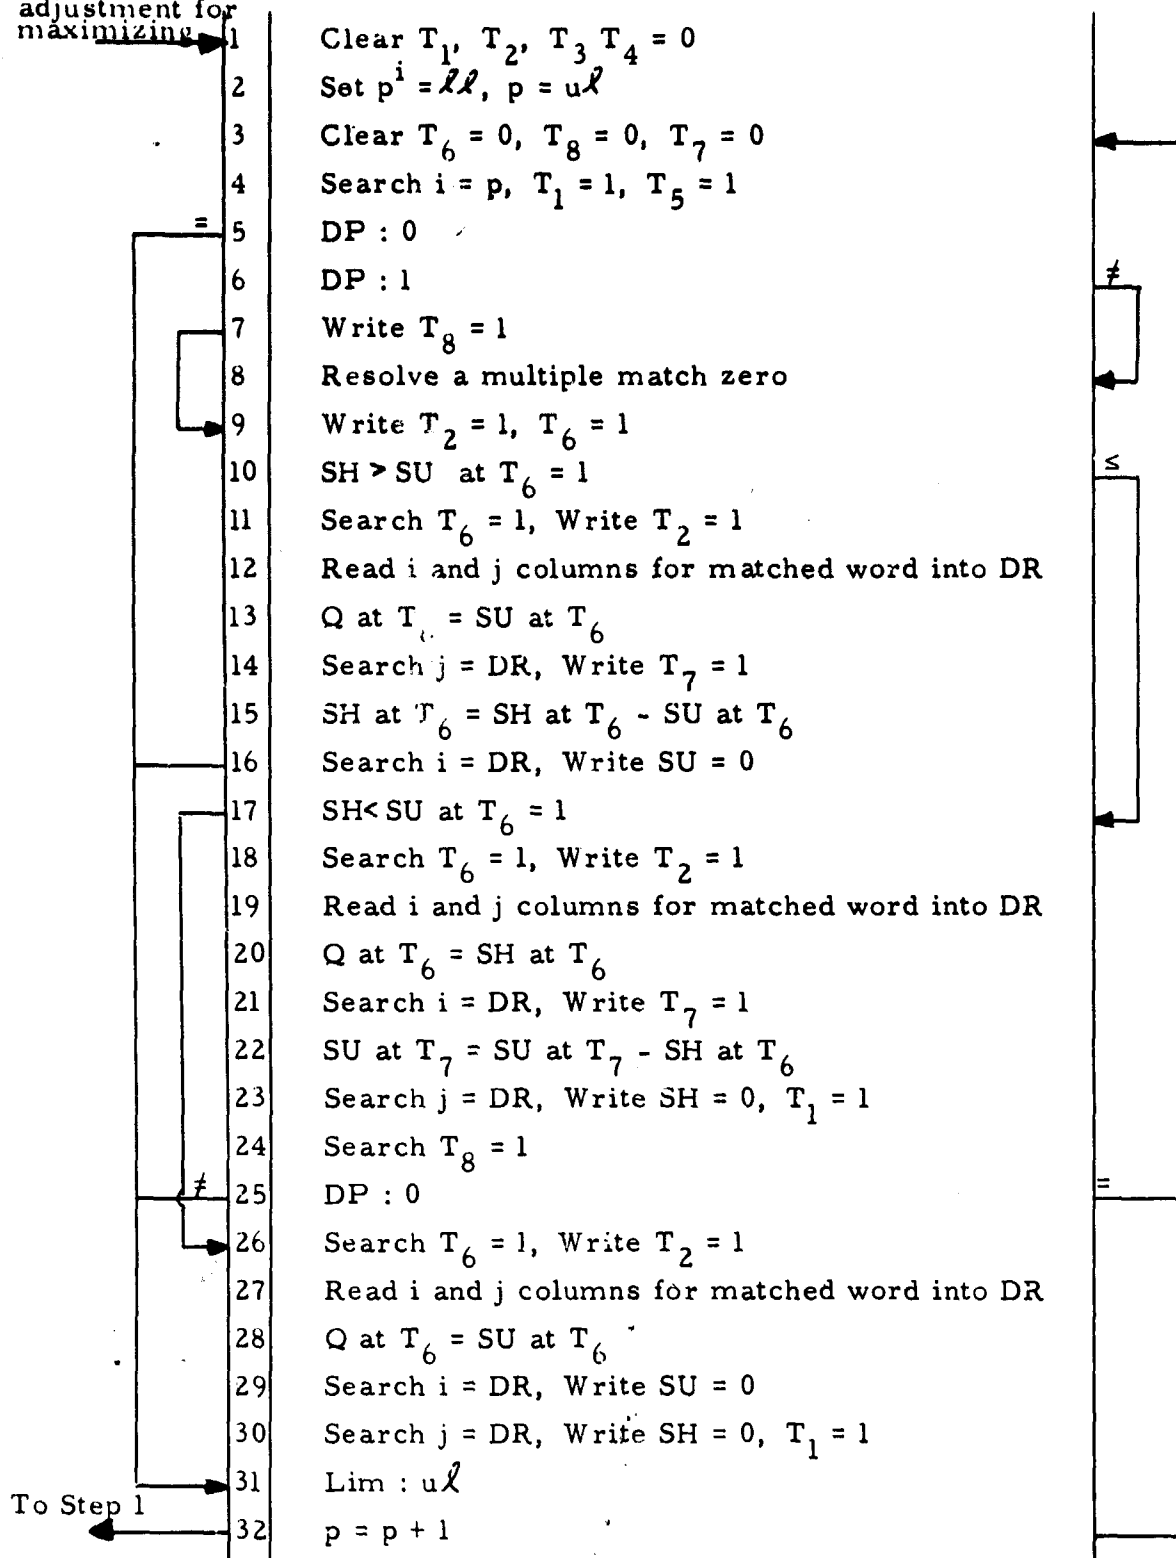 adjustment for
maximizing
1 Clear T₁, T₂, T₃ T₄ = 0
2 Set pⁱ = ℓℓ, p = uℓ
3 Clear T₆ = 0, T₈ = 0, T₇ = 0
4 Search i = p, T₁ = 1, T₅ = 1
= 5 DP : 0
6 DP : 1 ≠
7 Write T₈ = 1
8 Resolve a multiple match zero
9 Write T₂ = 1, T₆ = 1
10 SH > SU at T₆ = 1 ≤
11 Search T₆ = 1, Write T₂ = 1
12 Read i and j columns for matched word into DR
13 Q at T = SU at T₆
14 Search j = DR, Write T₇ = 1
15 SH at T₆ = SH at T₆ - SU at T₆
16 Search i = DR, Write SU = 0
17 SH< SU at T₆ = 1
18 Search T₆ = 1, Write T₂ = 1
19 Read i and j columns for matched word into DR
20 Q at T₆ = SH at T₆
21 Search i = DR, Write T₇ = 1
22 SU at T₇ = SU at T₇ - SH at T₆
23 Search j = DR, Write SH = 0, T₁ = 1
24 Search T₈ = 1
≠ 25 DP : 0 =
26 Search T₆ = 1, Write T₂ = 1
27 Read i and j columns for matched word into DR
28 Q at T₆ = SU at T₆
29 Search i = DR, Write SU = 0
30 Search j = DR, Write SH = 0, T₁ = 1
31 Lim : uℓ
To Step 1
32 p = p + 1